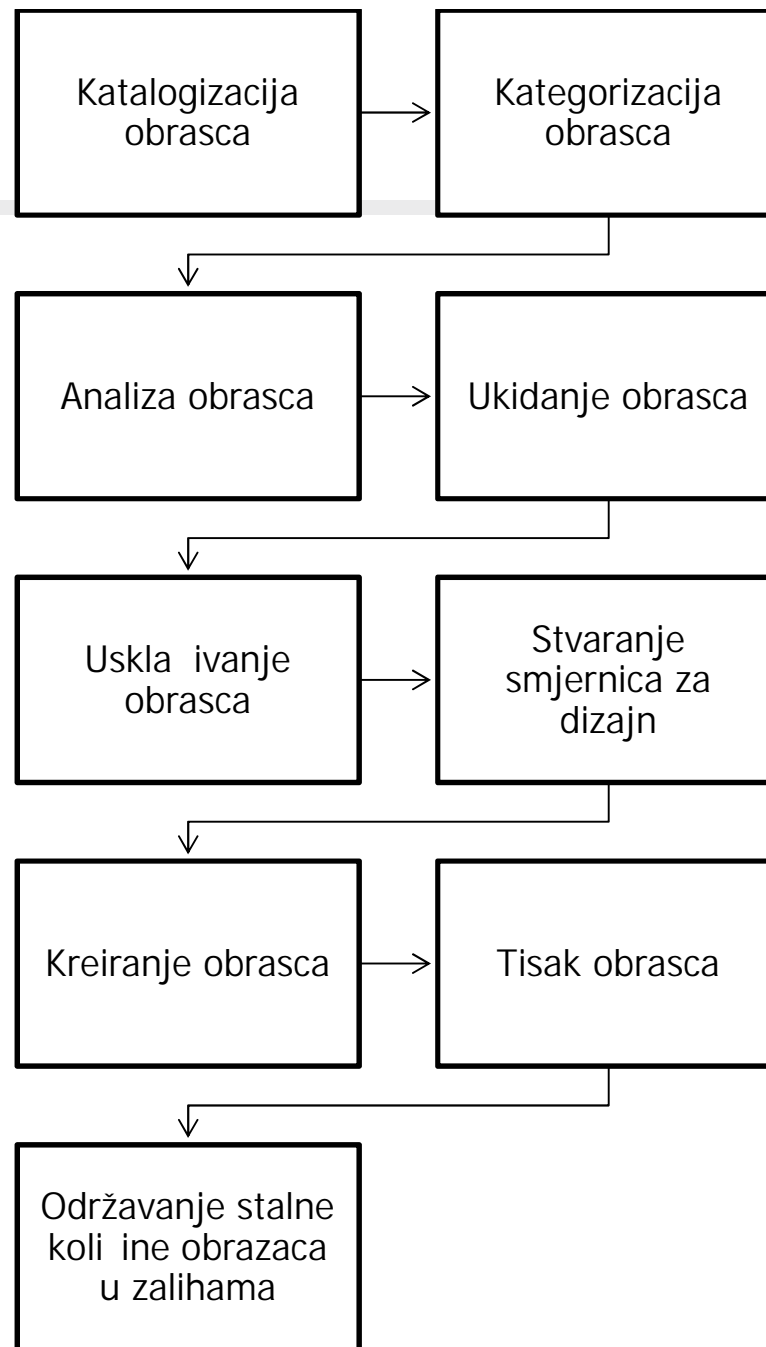 Katalogizacija
obrasca
Kategorizacija
obrasca
Analiza obrasca
Ukidanje obrasca
Uskla ivanje
obrasca
Stvaranje
smjernica za
dizajn
Kreiranje obrasca
Tisak obrasca
Održavanje stalne
koli ine obrazaca
u zalihama